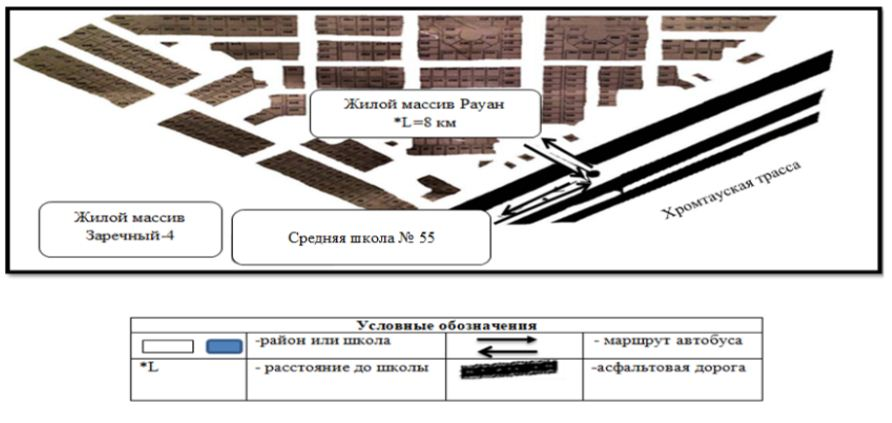 Жилой массив Рауан
*L=8 км
Хромтауская трасса
Жилой массив
Заречный-4
Средняя школа № 55
Условные обозначения
-район или школа
- маршрут автобуса
*L
- расстояние до школы
-асфальтовая дорога